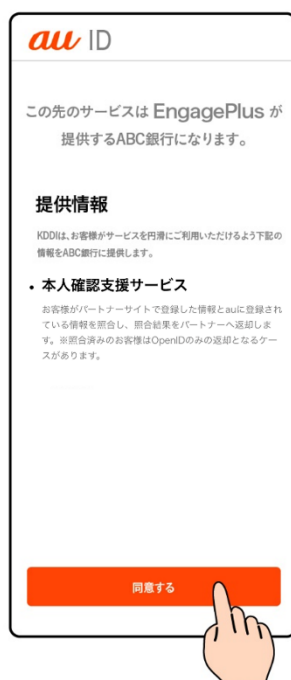 au ID
この先のサービスは EngagePlus が
提供するABC銀行になります。
提供情報
KDDIは、お客様がサービスを円滑にご利用いただけるよう下記の
情報をABC銀行に提供します。
・本人確認支援サービス
お客様がパートナーサイトで登録した情報とauに登録され
ている情報を照合し、照合結果をパートナーへ返却しま
す。※照合済みのお客様はOpenIDのみの返却となるケー
スがあります。
同意する